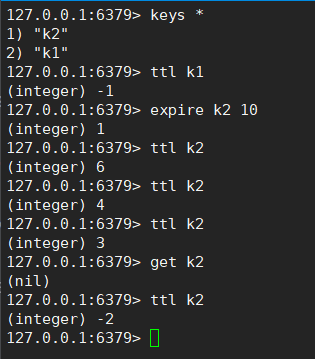 127.0.0.1:6379> keys *
1) "k2"
2) "k1"
127.0.0.1:6379> ttl k1
(integer) -1
127.0.0.1:6379> expire k2 10
(integer) 1
127.0.0.1:6379> ttl k2
(integer) 6
127.0.0.1:6379> ttl k2
(integer) 4
127.0.0.1:6379> ttl k2
(integer) 3
127.0.0.1:6379> get k2
(nil)
127.0.0.1:6379> ttl k2
(integer) -2
127.0.0.1:6379>